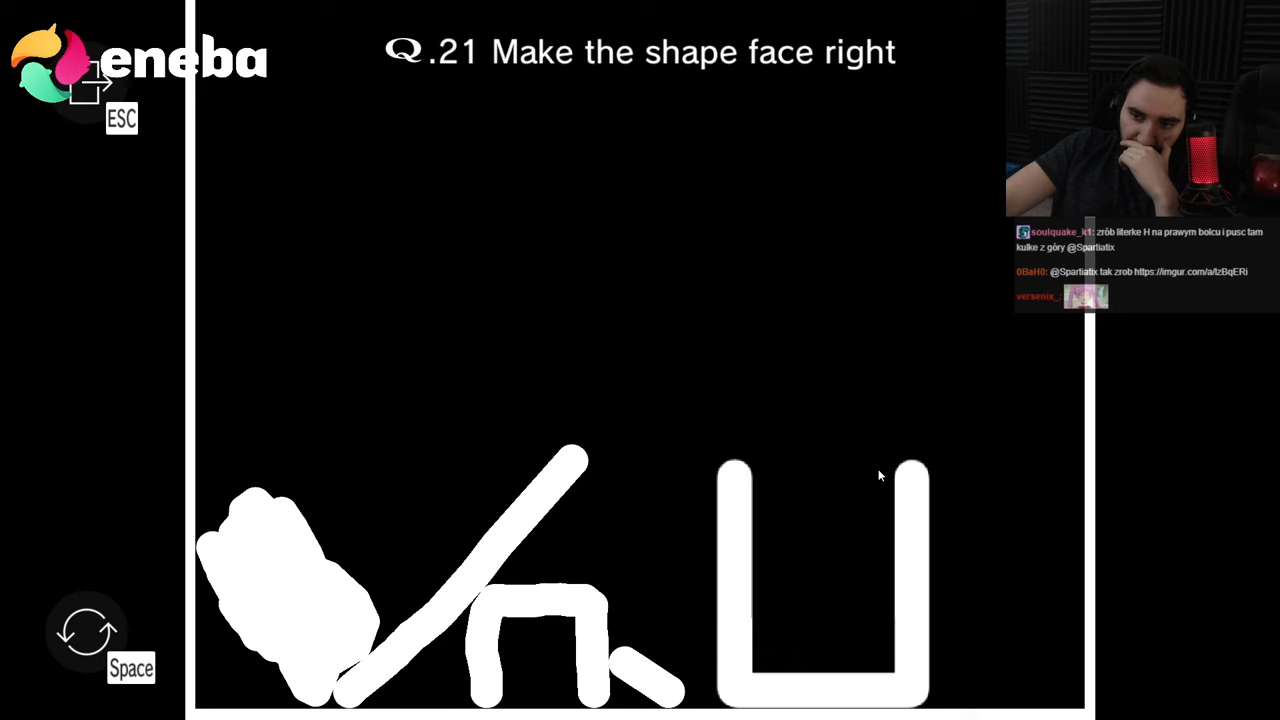 eneba
Q.21 Make the shape face right
ESC
soulquake_k1: zrób literke H na prawym bolcu i pusc tam
kulke z góry @Spartiatix
0BaH0: @Spartiatix tak zrob https://imgur.com/a/IzBqERi
versenix_:
Space